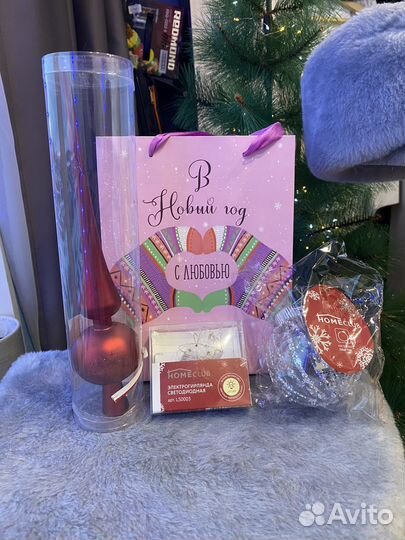 REDMOND
В
Новый год
С ЛЮБОВЬЮ
HOMECLUB
ЭЛЕКТРОГИРЛЯНДА
СВЕТОДИОДНАЯ
HOMECLUB
Avito